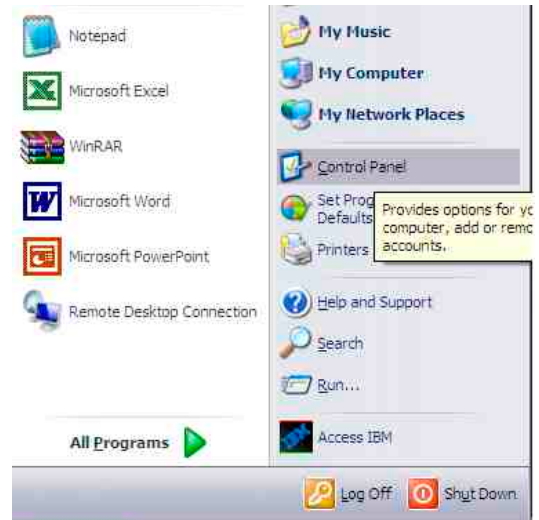 Notepad
Microsoft Excel
WinRAR
Microsoft Word
Microsoft PowerPoint
Remote Desktop Connection
All Programs
My Music
My Computer
My Network Places
Control Panel
Set Prog
Defaults
Printers
Provides options for yo
computer, add or remo
accounts.
Help and Support
Search
Run...
Access IBM
Log Off
Shut Down